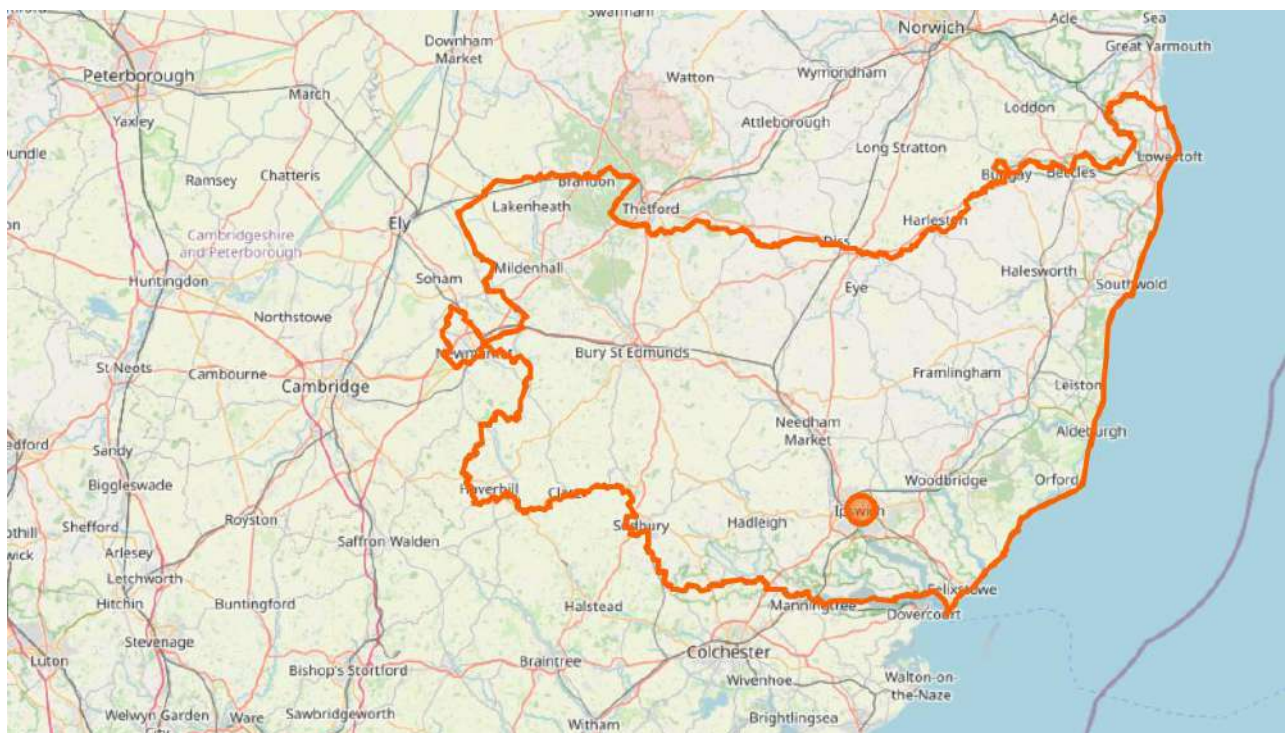 Swaffham
Norwich
Acle
Sea
Great Yarmouth
Downham
Market
Peterborough
Watton
Wymondham
March
Loddon
Yaxley
Attleborough
Long Stratton
Lowestoft
Chatteris
Ramsey
Brandon
Bungay
Beccles
Lakenheath
Thetford
Ely
Harleston
Cambridgeshire
and Peterborough
Diss
Mildenhall
Halesworth
Soham
Huntingdon
Eye
Southwold
Northstowe
Newmarket
Bury St Edmunds
St Neots
Cambourne
Cambridge
Framlingham
Leiston
Needham
Market
Aldeburgh
Sandy
Woodbridge
Orford
Biggleswade
Haverhill
Clare
Ipswich
Shefford
Royston
Sudbury
Hadleigh
Saffron Walden
Arlesey
Letchworth
Felixstowe
Hitchin
Buntingford
Halstead
Manningtree
Dovercourt
Stevenage
Luton
Bishop's Stortford
Braintree
Colchester
Wivenhoe
Walton-on
-the-Naze
Welwyn Garden
City
Ware
Sawbridgeworth
Witham
Brightlingsea